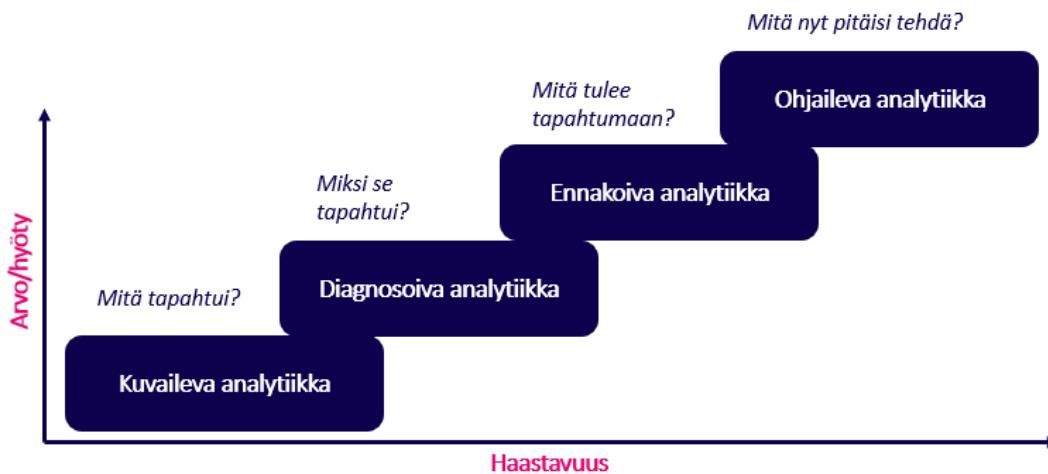 Mitä nyt pitäisi tehdä?
Ohjaileva analytiikka
Mitä tulee
tapahtumaan?
Ennakoiva analytiikka
Miksi se
tapahtui?
Diagnosoiva analytiikka
Mitä tapahtui?
Kuvaileva analytiikka
Arvo/hyöty
Haastavuus